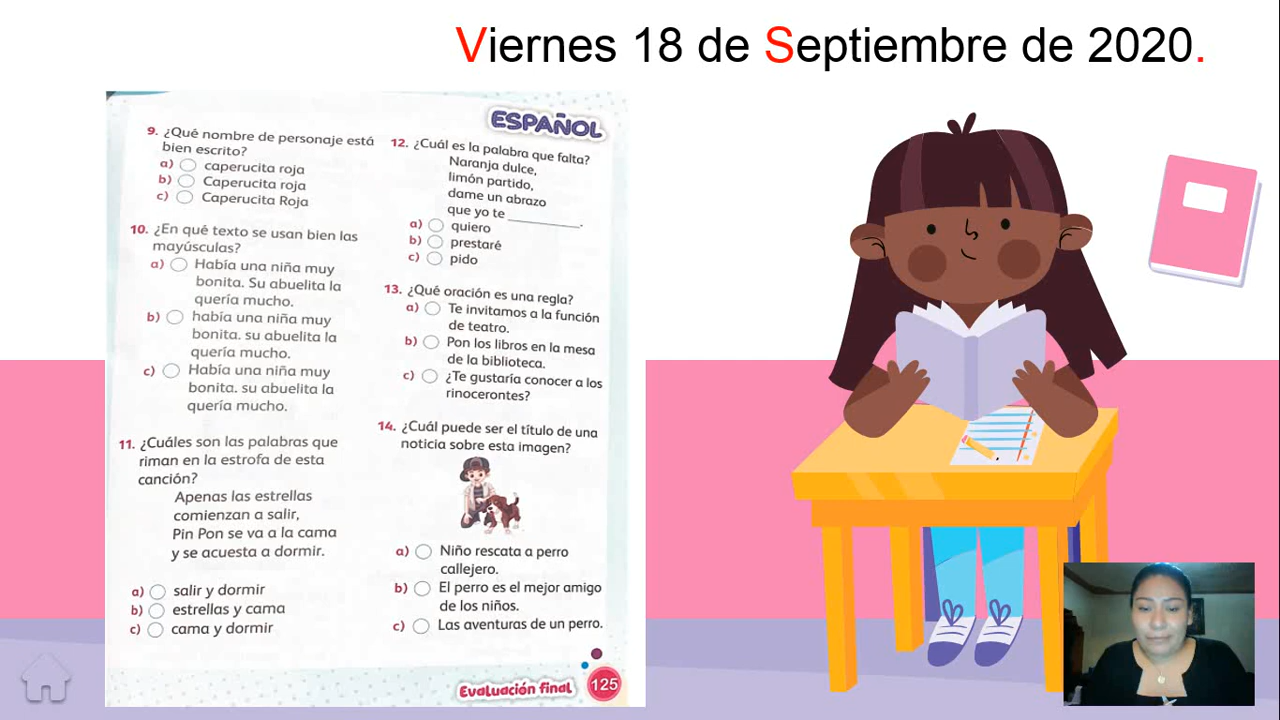 Viernes 18 de Septiembre de 2020.
ESPAÑOL
9. ¿Qué nombre de personaje está
bien escrito?
a) caperucita roja
b) Caperucita roja
c) Caperucita Roja
10. ¿En qué texto se usan bien las
mayúsculas?
a) Había una niña muy
bonita. Su abuelita la
quería mucho.
b) había una niña muy
bonita. su abuelita la
quería mucho.
c) Había una niña muy
bonita. su abuelita la
quería mucho.
11. ¿Cuáles son las palabras que
riman en la estrofa de esta
canción?
Apenas las estrellas
comienzan a salir,
Pin Pon se va a la cama
y se acuesta a dormir.
a) salir y dormir
b) estrellas y cama
c) cama y dormir
12. ¿Cuál es la palabra que falta?
Naranja dulce,
limón partido,
dame un abrazo
que yo te ________.
a) quiero
b) prestaré
c) pido
13. ¿Qué oración es una regla?
a) Te invitamos a la función
de teatro.
b) Pon los libros en la mesa
de la biblioteca.
c) ¿Te gustaría conocer a los
rinocerontes?
14. ¿Cuál puede ser el título de una
noticia sobre esta imagen?
a) Niño rescata a perro
callejero.
b) El perro es el mejor amigo
de los niños.
c) Las aventuras de un perro.
Evaluación final 125